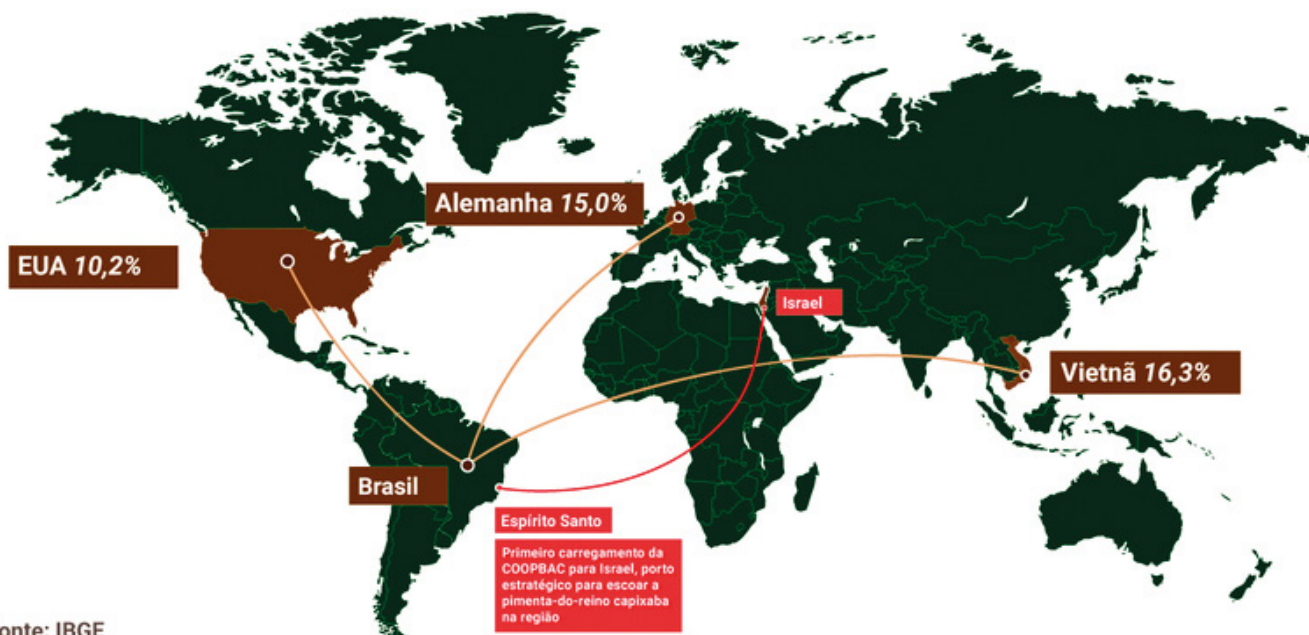 Alemanha 15,0%
EUA 10,2%
Israel
Vietnã 16,3%
Brasil
Espírito Santo
Primeiro carregamento da
COOPBAC para Israel, porto
estratégico para escoar a
pimenta-do-reino capixaba
na região
onte: IBGE